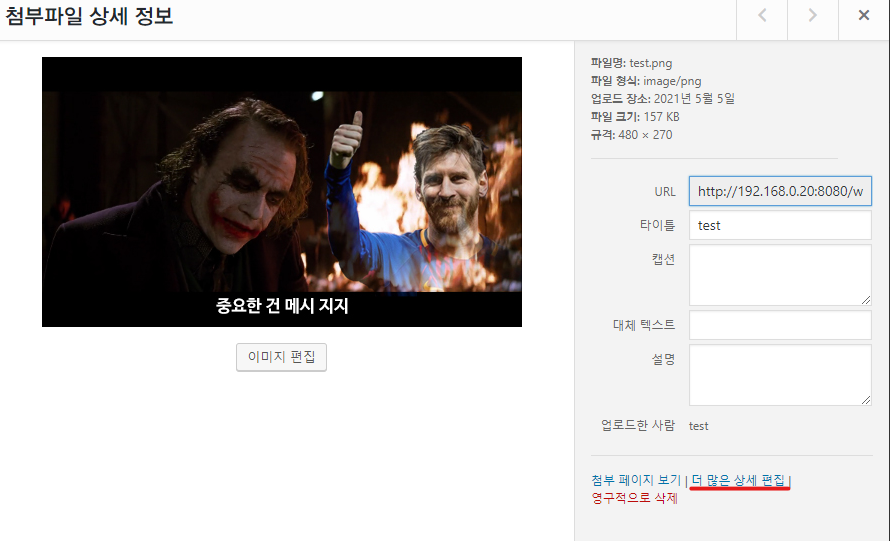 첨부파일 상세 정보
중요한 건 메시 지지
이미지 편집
파일명: test.png
파일 형식: image/png
업로드 장소: 2021년 5월 5일
파일 크기: 157 KB
규격: 480 × 270
URL http://192.168.0.20:8080/w
타이틀 test
캡션
대체 텍스트
설명
업로드한 사람 test
첨부 페이지 보기 | 더 많은 상세 편집 |
영구적으로 삭제